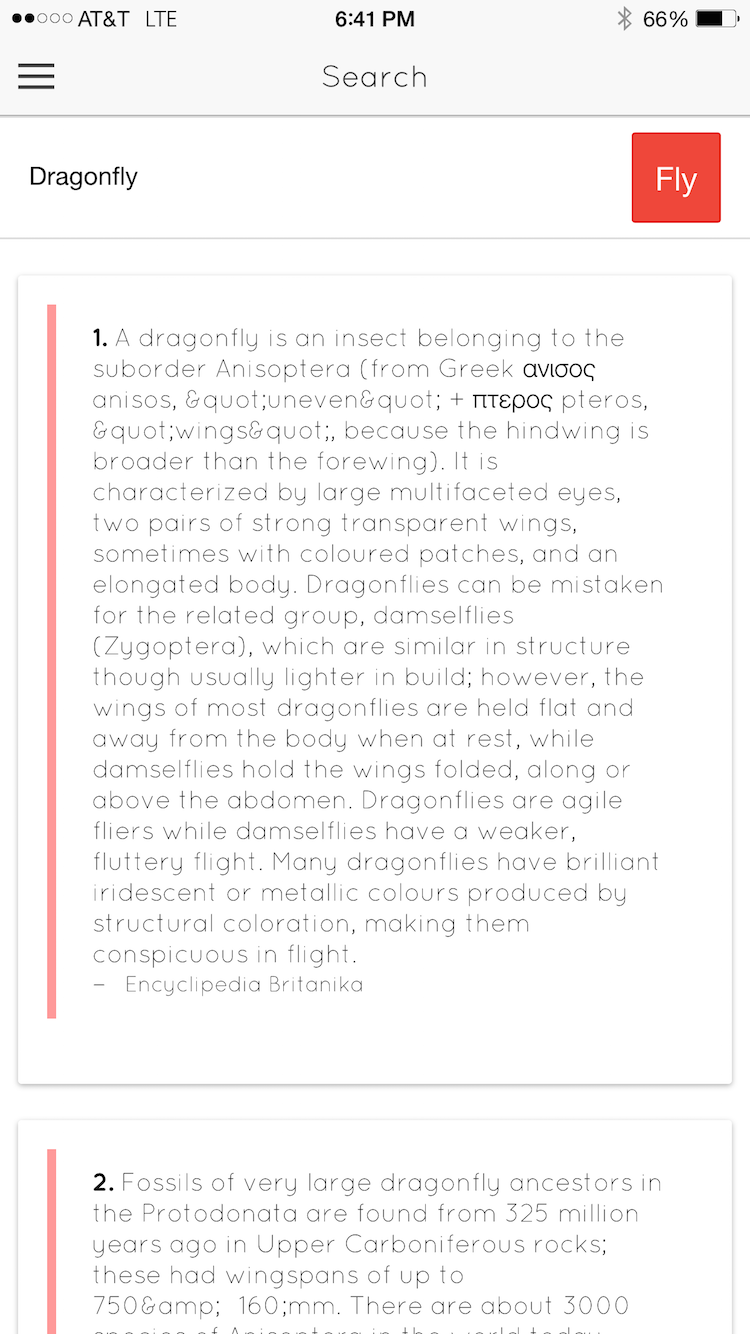 AT&T LTE 6:41 PM 66%
Search
Dragonfly Fly
1. A dragonfly is an insect belonging to the
suborder Anisoptera (from Greek ανισος
anisos, &quot;uneven&quot; + πτερος pteros,
&quot;wings&quot;, because the hindwing is
broader than the forewing). It is
characterized by large multifaceted eyes,
two pairs of strong transparent wings,
sometimes with coloured patches, and an
elongated body. Dragonflies can be mistaken
for the related group, damselflies
(Zygoptera), which are similar in structure
though usually lighter in build; however, the
wings of most dragonflies are held flat and
away from the body when at rest, while
damselflies hold the wings folded, along or
above the abdomen. Dragonflies are agile
fliers while damselflies have a weaker,
fluttery flight. Many dragonflies have brilliant
iridescent or metallic colours produced by
structural coloration, making them
conspicuous in flight.
– Encyclipedia Britanika
2. Fossils of very large dragonfly ancestors in
the Protodonata are found from 325 million
years ago in Upper Carboniferous rocks;
these had wingspans of up to
750&amp; 160;mm. There are about 3000
species of Anisoptera in the world today